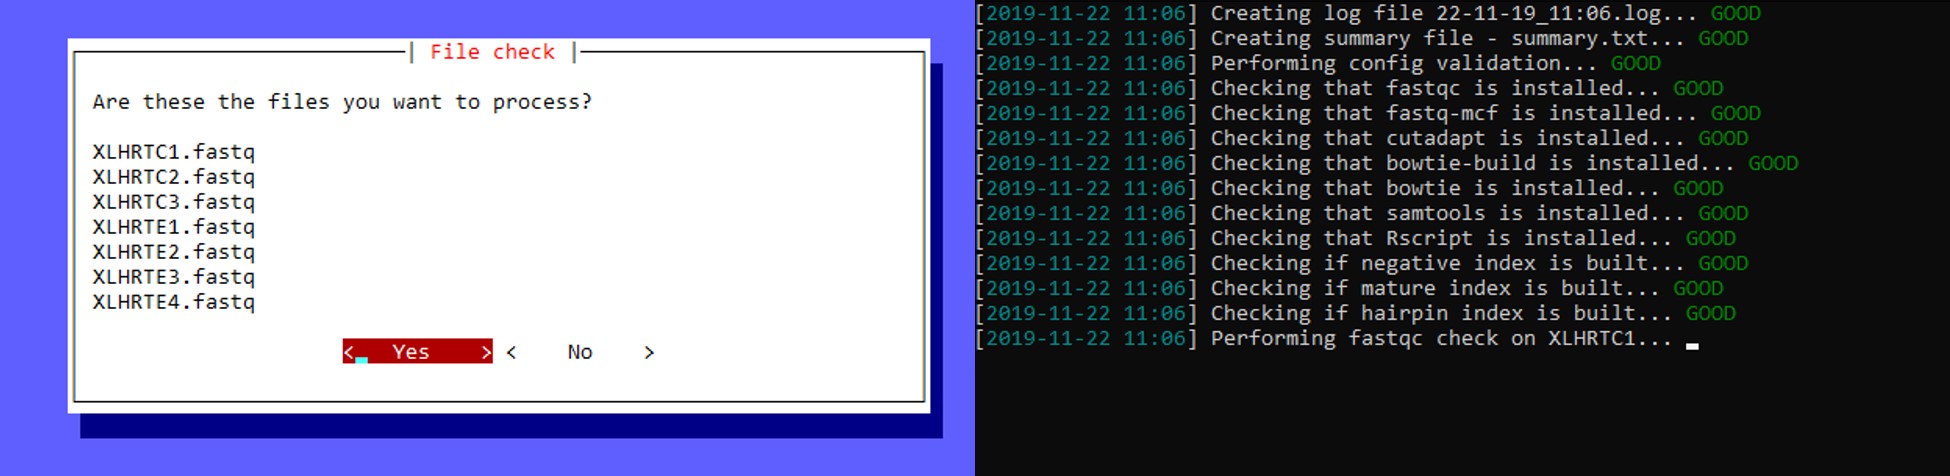 File check
Are these the files you want to process?
XLHRTC1.fastq
XLHRTC2.fastq
XLHRTC3.fastq
XLHRTE1.fastq
XLHRTE2.fastq
XLHRTE3.fastq
XLHRTE4.fastq
< Yes > < No >
[2019-11-22 11:06] Creating log file 22-11-19_11:06.log... GOOD
[2019-11-22 11:06] Creating summary file - summary.txt... GOOD
[2019-11-22 11:06] Performing config validation... GOOD
[2019-11-22 11:06] Checking that fastqc is installed... GOOD
[2019-11-22 11:06] Checking that fastq-mcf is installed... GOOD
[2019-11-22 11:06] Checking that cutadapt is installed... GOOD
[2019-11-22 11:06] Checking that bowtie-build is installed... GOOD
[2019-11-22 11:06] Checking that bowtie is installed... GOOD
[2019-11-22 11:06] Checking that samtools is installed... GOOD
[2019-11-22 11:06] Checking that Rscript is installed... GOOD
[2019-11-22 11:06] Checking if negative index is built... GOOD
[2019-11-22 11:06] Checking if mature index is built... GOOD
[2019-11-22 11:06] Checking if hairpin index is built... GOOD
[2019-11-22 11:06] Performing fastqc check on XLHRTC1...